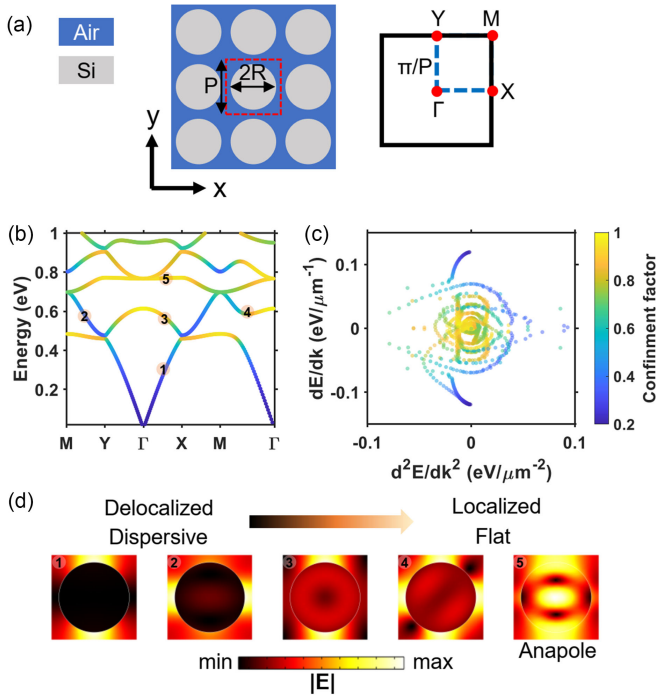 (a)
Air
Si
P
2R
y
x
Y
M
π/P
Γ
X
(b)
Energy (eV)
1
0.8
0.6
0.4
0.2
M
Y
Γ
X
M
Γ
1
2
3
4
5
(c)
dE/dk (eV/μm⁻¹)
0.1
0
-0.1
-0.1
0
0.1
d²E/dk² (eV/μm⁻²)
1
0.8
0.6
0.4
0.2
Confinment factor
(d)
Delocalized
Dispersive
Localized
Flat
1
2
3
4
5
Anapole
min
max
|E|